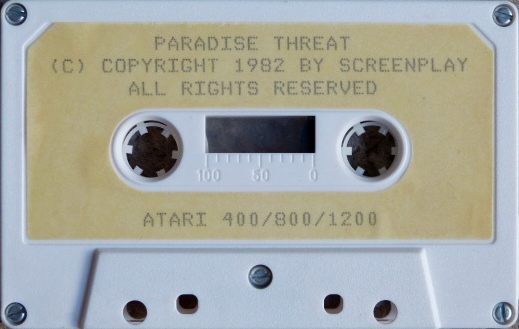 PARADISE THREAT
(C) COPYRIGHT 1982 BY SCREENPLAY
ALL RIGHTS RESERVED
100 50 0
ATARI 400/800/1200